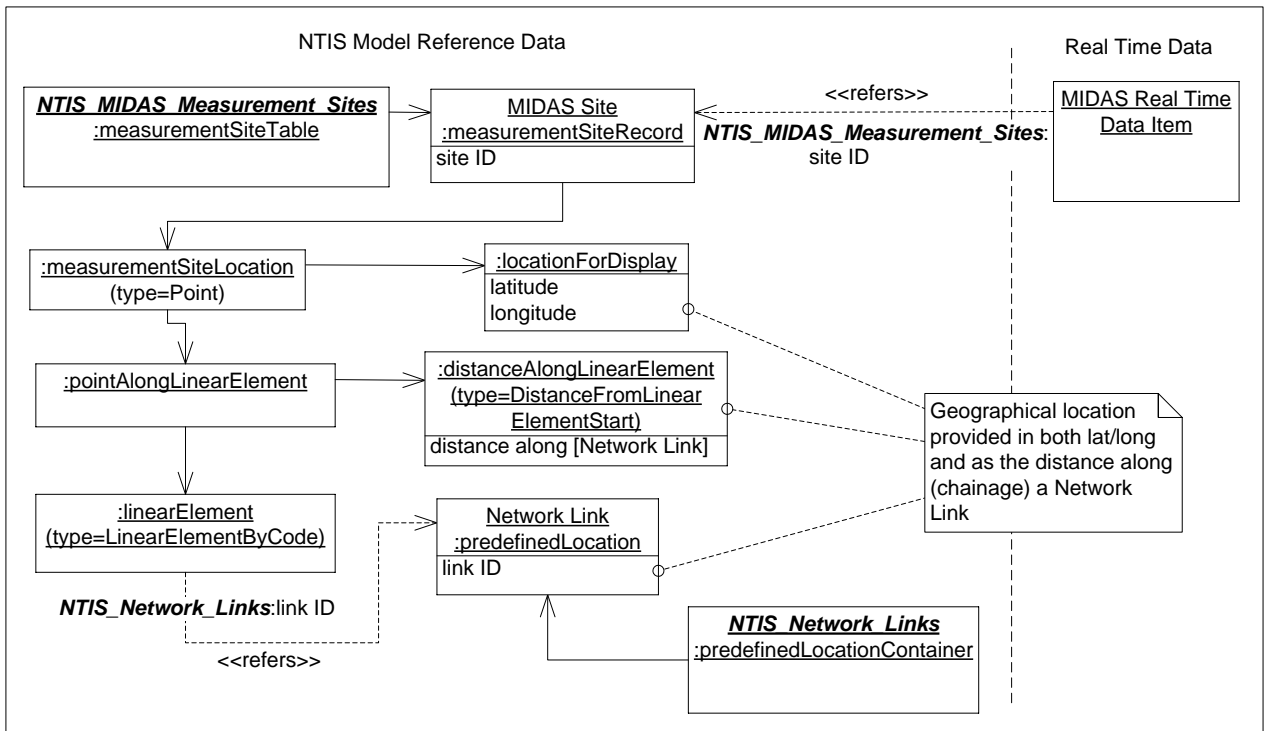 NTIS Model Reference Data
Real Time Data
NTIS_MIDAS_Measurement_Sites
:measurementSiteTable
MIDAS Site
:measurementSiteRecord
site ID
<<refers>>
NTIS_MIDAS_Measurement_Sites:
site ID
MIDAS Real Time
Data Item
:measurementSiteLocation
(type=Point)
:locationForDisplay
latitude
longitude
:pointAlongLinearElement
:distanceAlongLinearElement
(type=DistanceFromLinear
ElementStart)
distance along [Network Link]
Geographical location
provided in both lat/long
and as the distance along
(chainage) a Network
Link
:linearElement
(type=LinearElementByCode)
Network Link
:predefinedLocation
link ID
NTIS_Network_Links:link ID
<<refers>>
NTIS_Network_Links
:predefinedLocationContainer